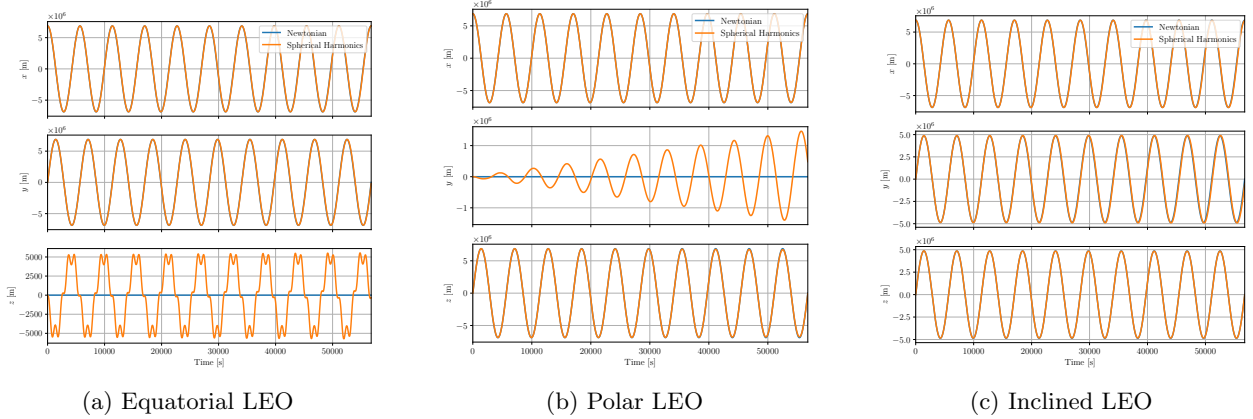 ×10⁶
5
0
−5
x [m]
Newtonian
Spherical Harmonics
×10⁶
5
0
−5
y [m]
5000
2500
0
−2500
−5000
z [m]
0 10000 20000 30000 40000 50000
Time [s]
(a) Equatorial LEO
×10⁶
5
0
−5
x [m]
Newtonian
Spherical Harmonics
×10⁶
1
0
−1
y [m]
×10⁶
5
0
−5
z [m]
0 10000 20000 30000 40000 50000
Time [s]
(b) Polar LEO
×10⁶
5
0
−5
x [m]
Newtonian
Spherical Harmonics
×10⁶
5.0
2.5
0.0
−2.5
−5.0
y [m]
×10⁶
5.0
2.5
0.0
−2.5
−5.0
z [m]
0 10000 20000 30000 40000 50000
Time [s]
(c) Inclined LEO